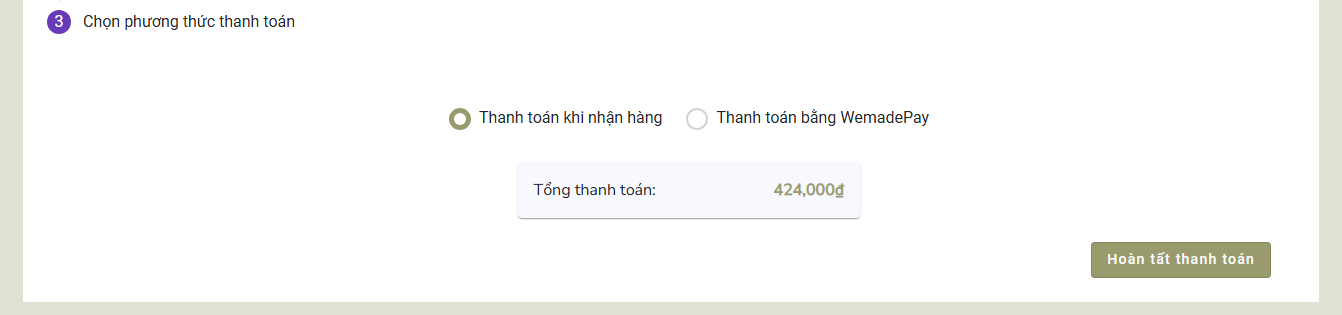 3 Chọn phương thức thanh toán
Thanh toán khi nhận hàng Thanh toán bằng WemadePay
Tổng thanh toán: 424,000₫
Hoàn tất thanh toán